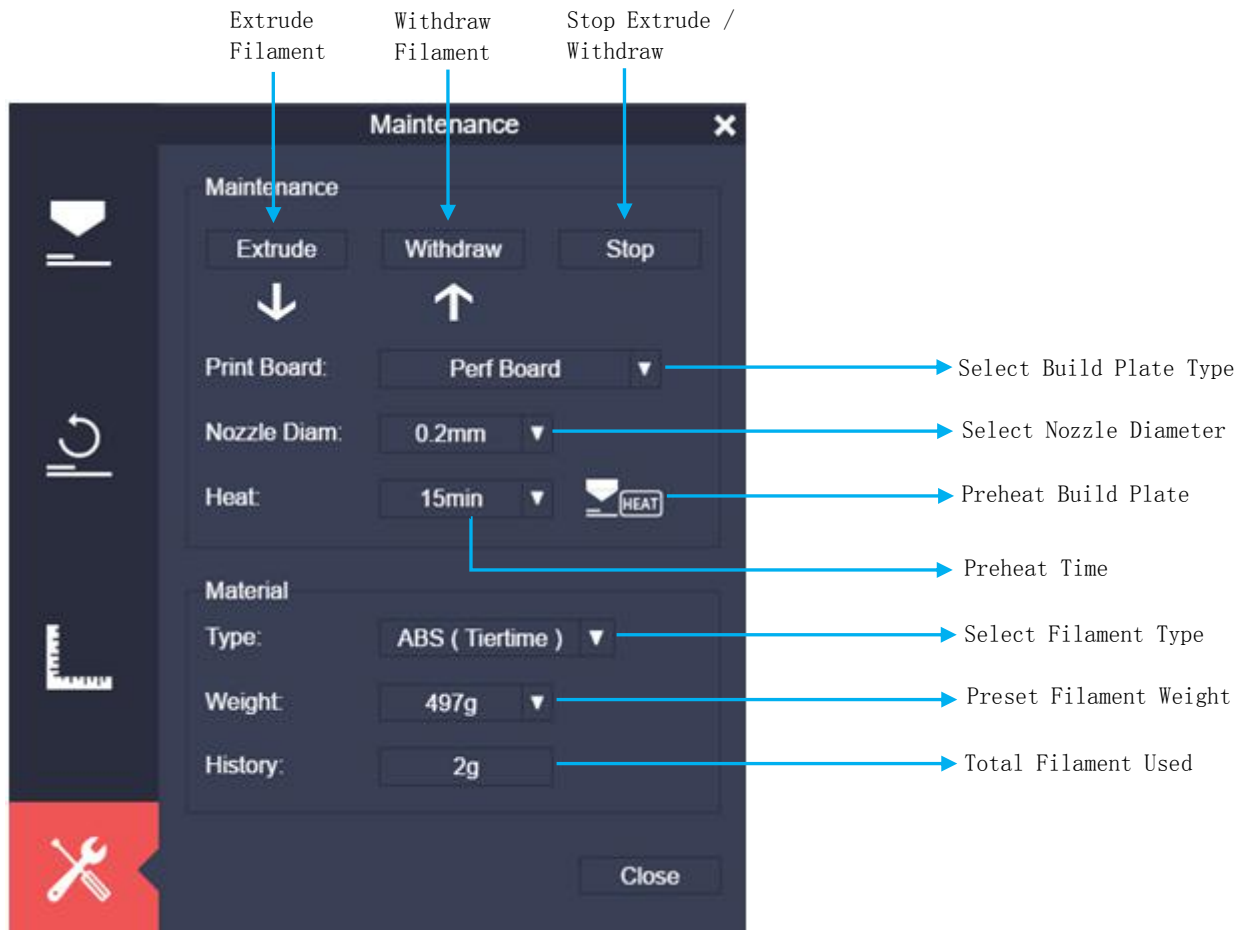 Extrude Filament
Withdraw Filament
Stop Extrude / Withdraw
Maintenance
Maintenance
Extrude
Withdraw
Stop
Print Board: Perf Board
Select Build Plate Type
Nozzle Diam: 0.2mm
Select Nozzle Diameter
Heat: 15min
HEAT
Preheat Build Plate
Preheat Time
Material
Type: ABS ( Tiertime )
Select Filament Type
Weight: 497g
Preset Filament Weight
History: 2g
Total Filament Used
Close